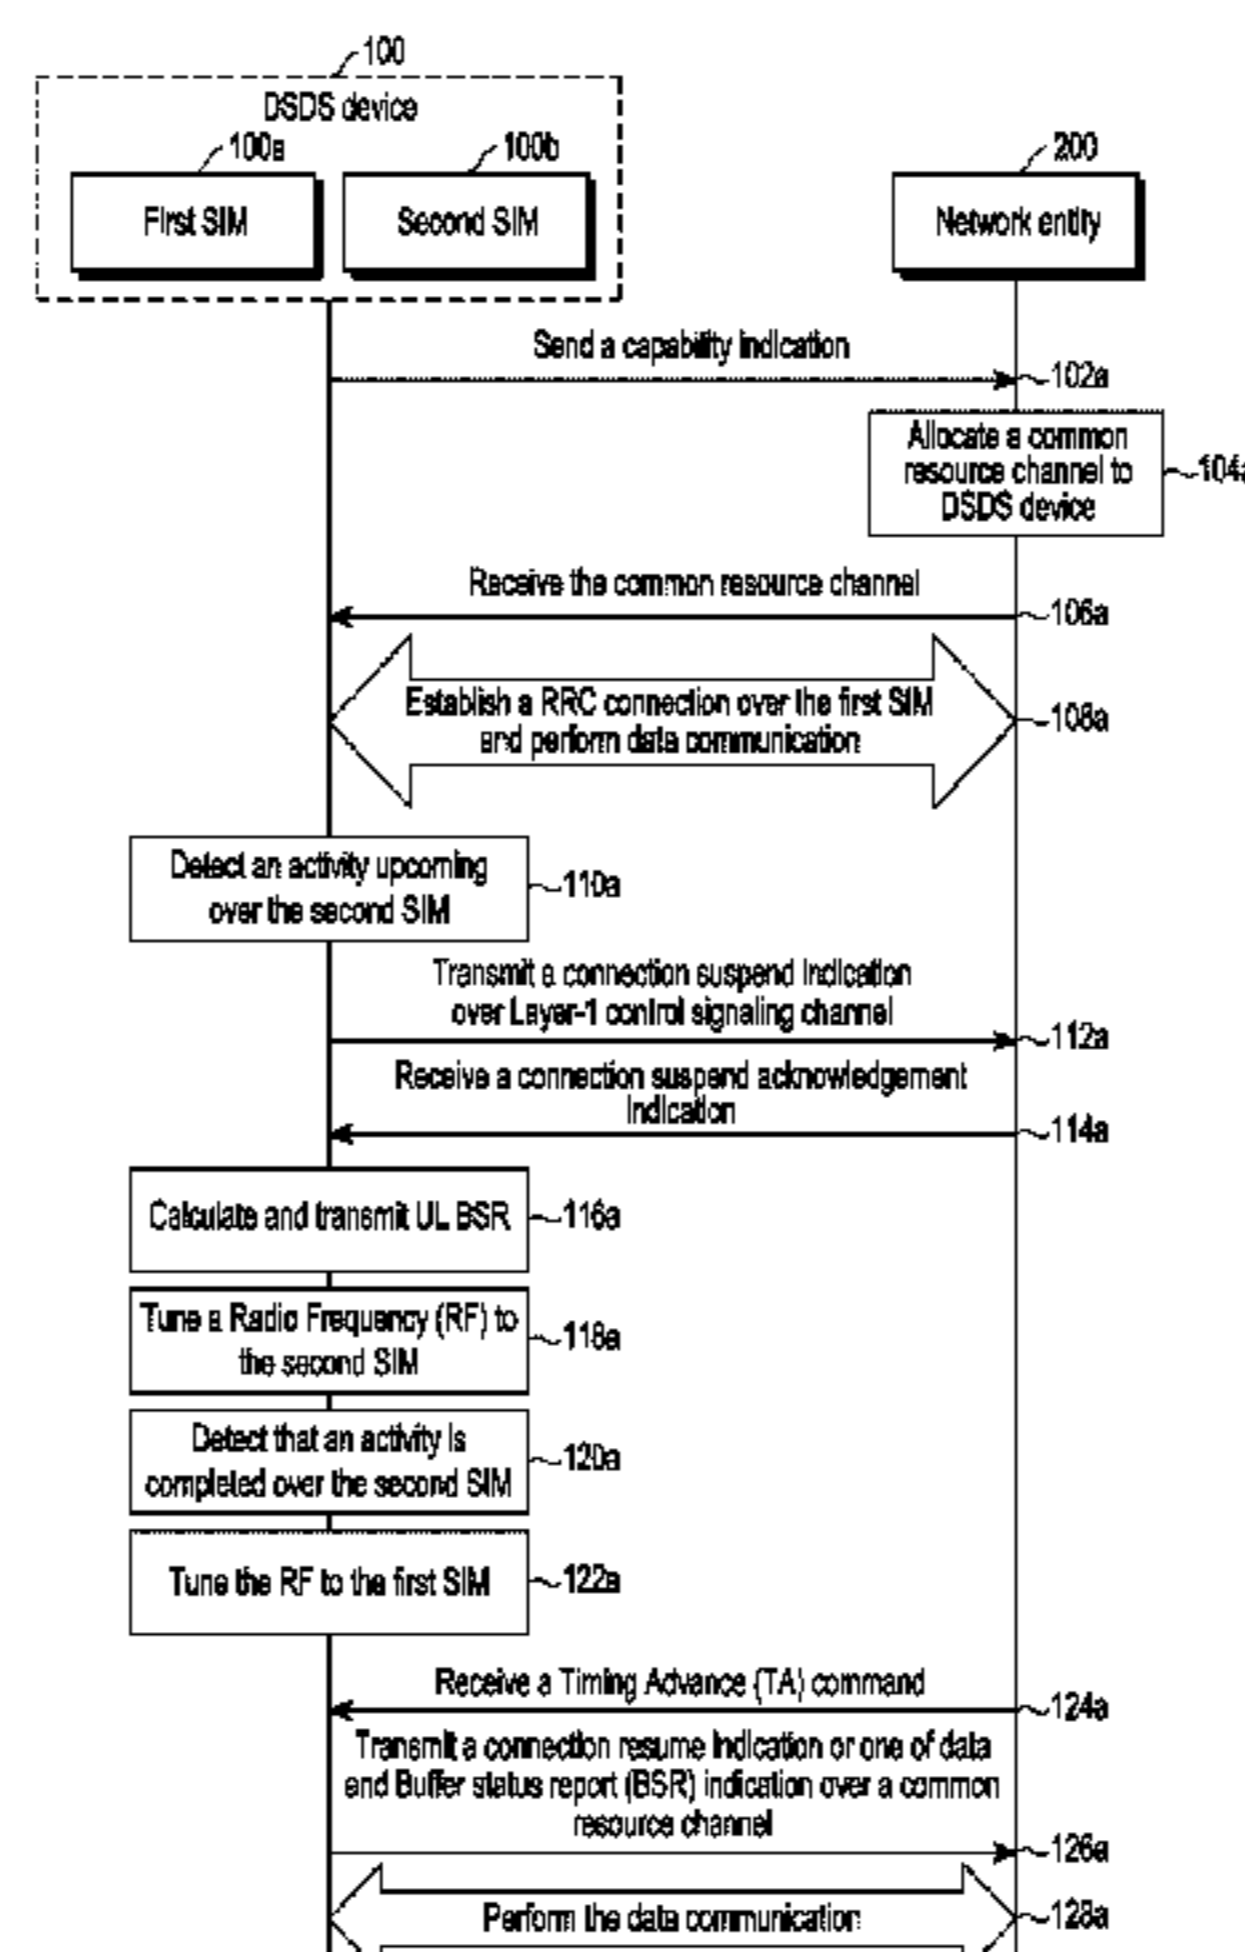 100
DSDS device
100a
100b
200
First SIM
Second SIM
Network entity
Send a capability indication
102a
Allocate a common
resource channel to
DSDS device
104a
Receive the common resource channel
106a
Establish a RRC connection over the first SIM
and perform data communication
108a
Detect an activity upcoming
over the second SIM
110a
Transmit a connection suspend indication
over Layer-1 control signaling channel
112a
Receive a connection suspend acknowledgement
indication
114a
Calculate and transmit UL BSR
116a
Tune a Radio Frequency (RF) to
the second SIM
118a
Detect that an activity is
completed over the second SIM
120a
Tune the RF to the first SIM
122a
Receive a Timing Advance (TA) command
124a
Transmit a connection resume indication or one of data
and Buffer status report (BSR) indication over a common
resource channel
126a
Perform the data communication
128a